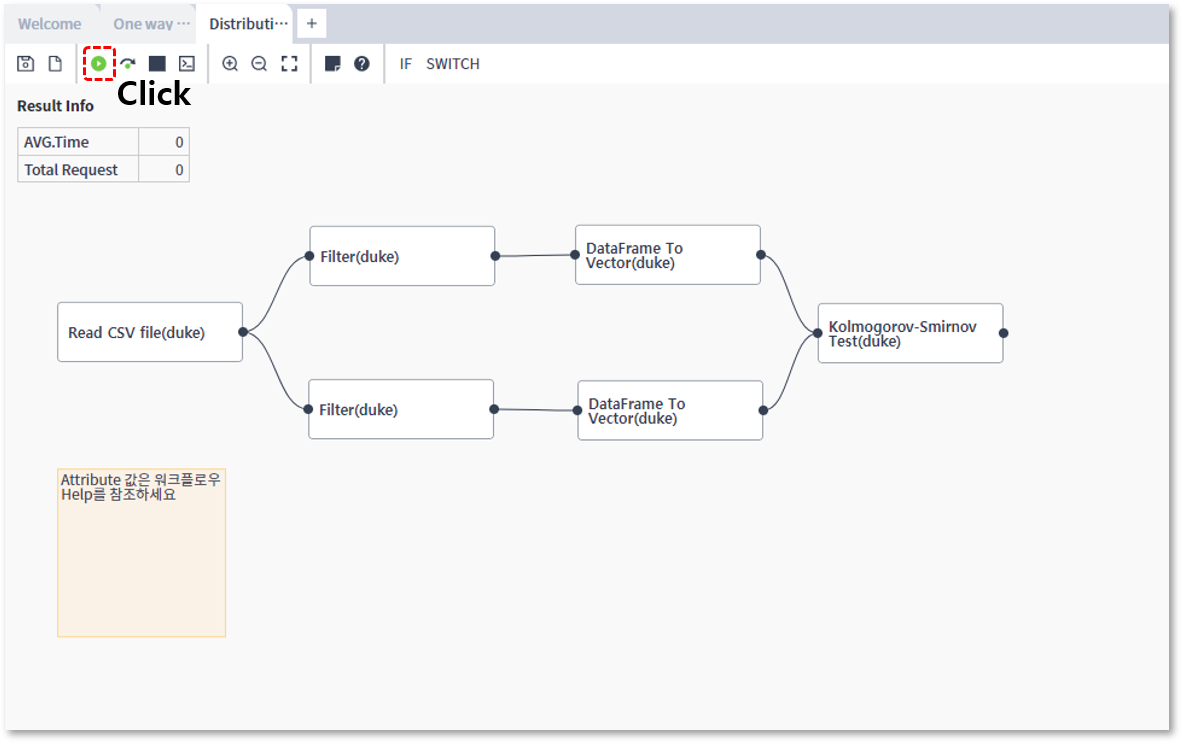 Welcome
One way ···
Distributi···
+
IF
SWITCH
Click
Result Info
AVG.Time 0
Total Request 0
Filter(duke)
DataFrame To
Vector(duke)
Read CSV file(duke)
Kolmogorov-Smirnov
Test(duke)
Filter(duke)
DataFrame To
Vector(duke)
Attribute 값은 워크플로우
Help를 참조하세요